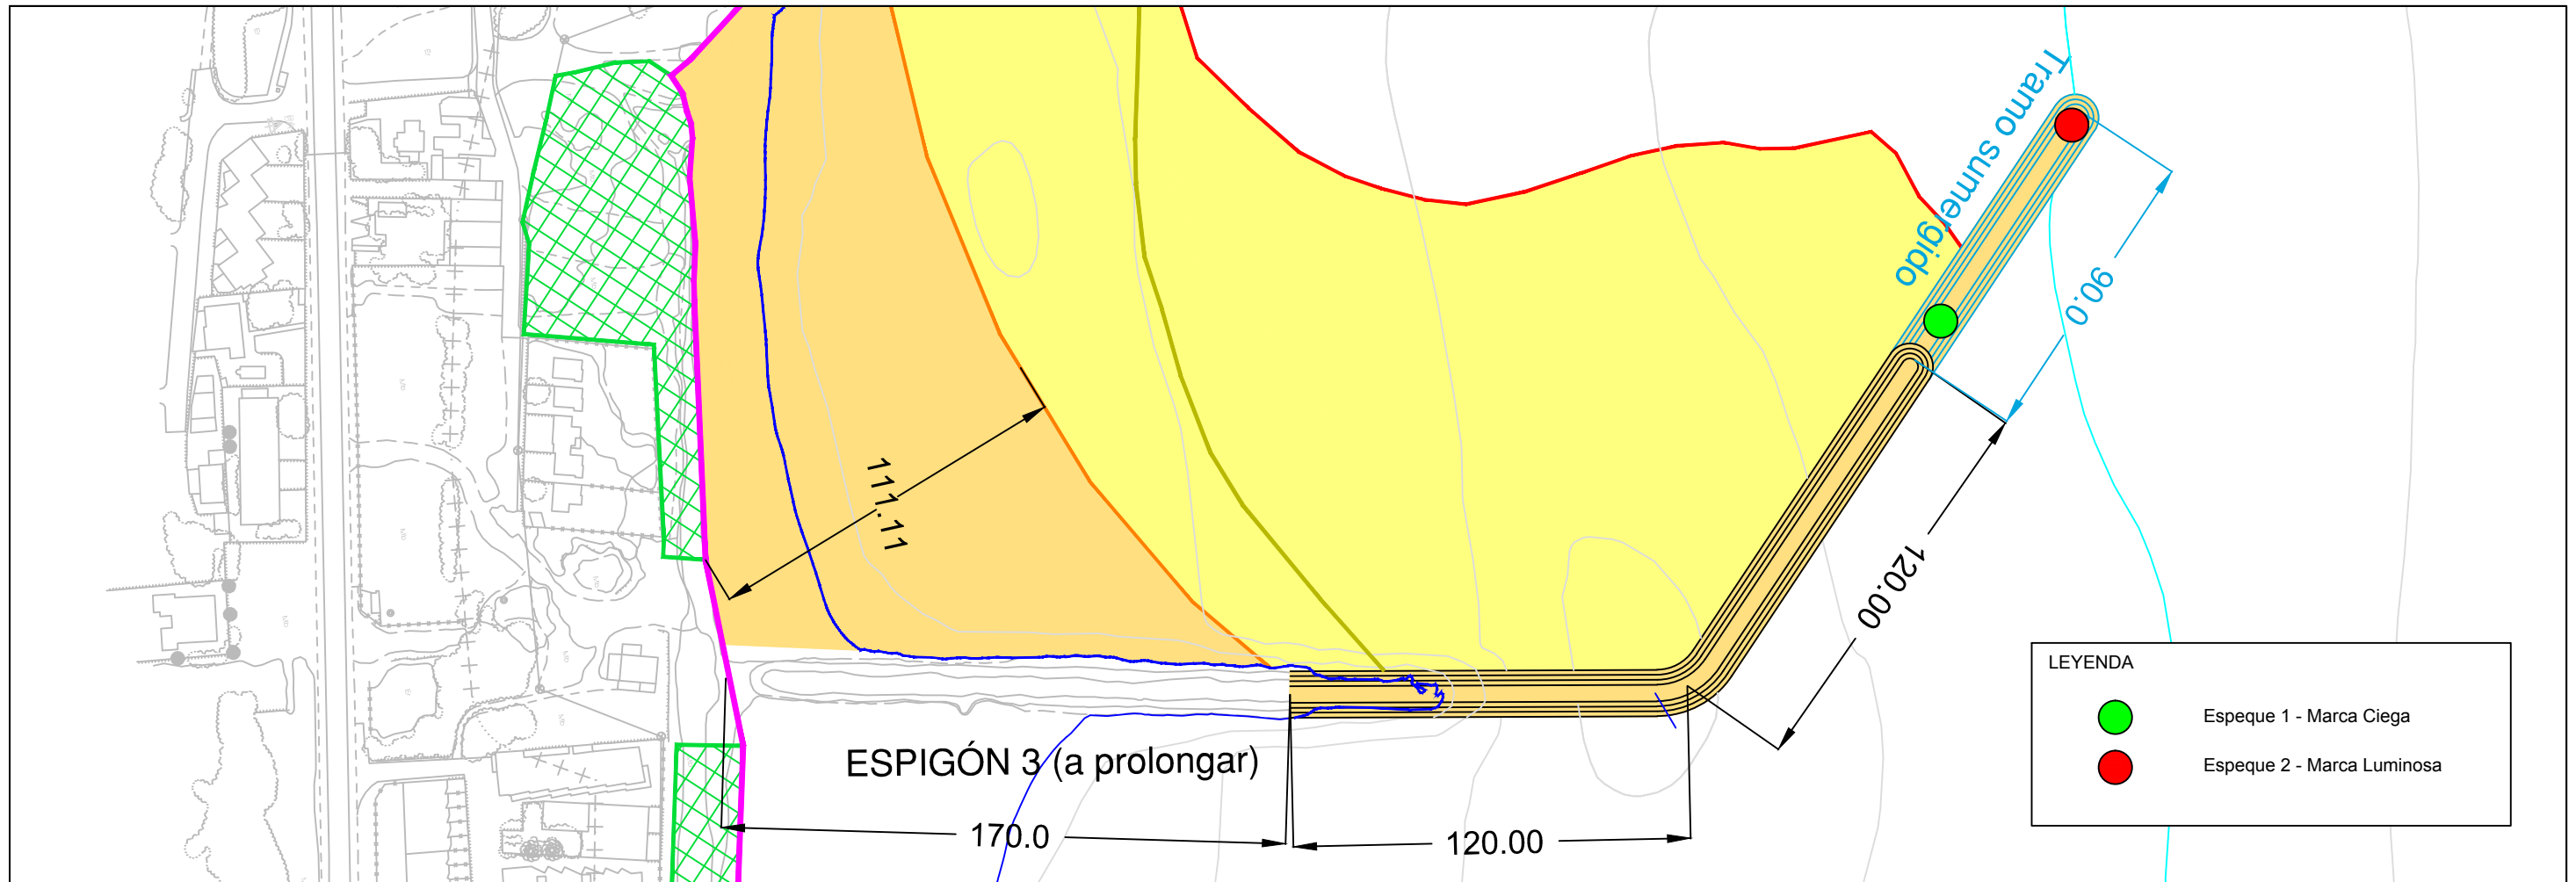 Tramo sumergido
90.0
111.11
120.00
ESPIGÓN 3 (a prolongar)
170.0
120.00
LEYENDA
Espeque 1 - Marca Ciega
Espeque 2 - Marca Luminosa